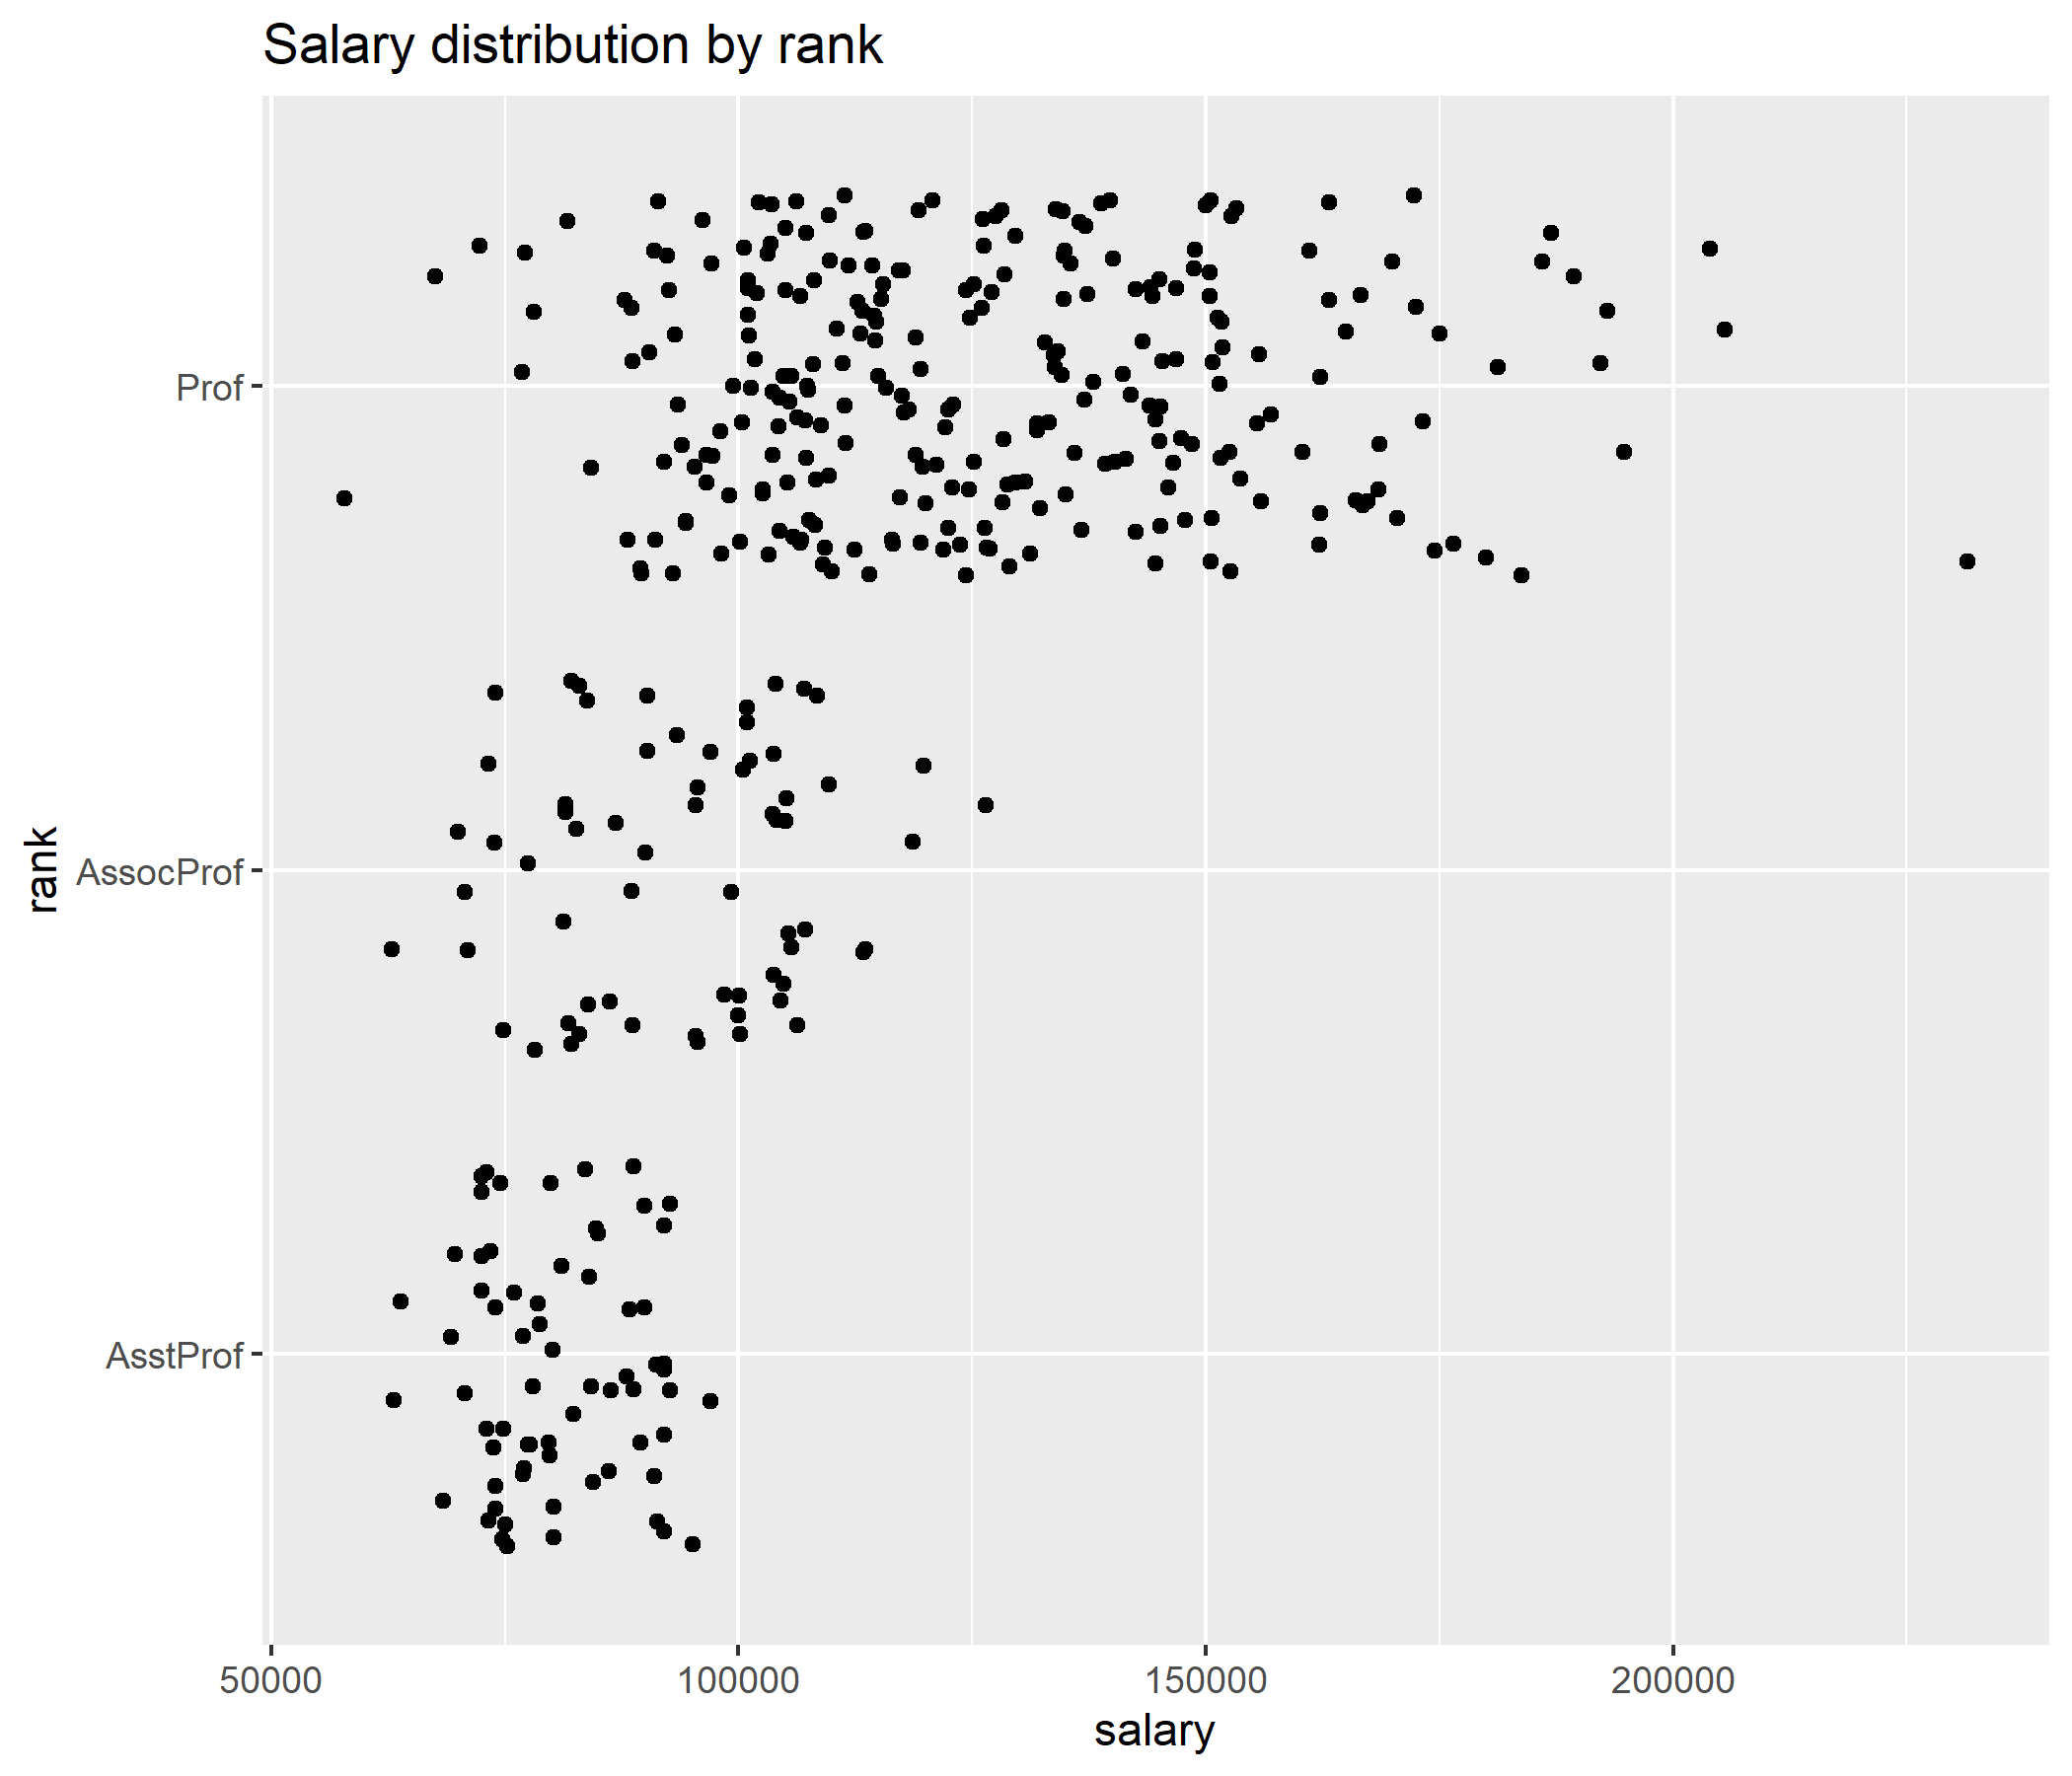 Salary distribution by rank
Prof
AssocProf
AsstProf
rank
50000 100000 150000 200000
salary